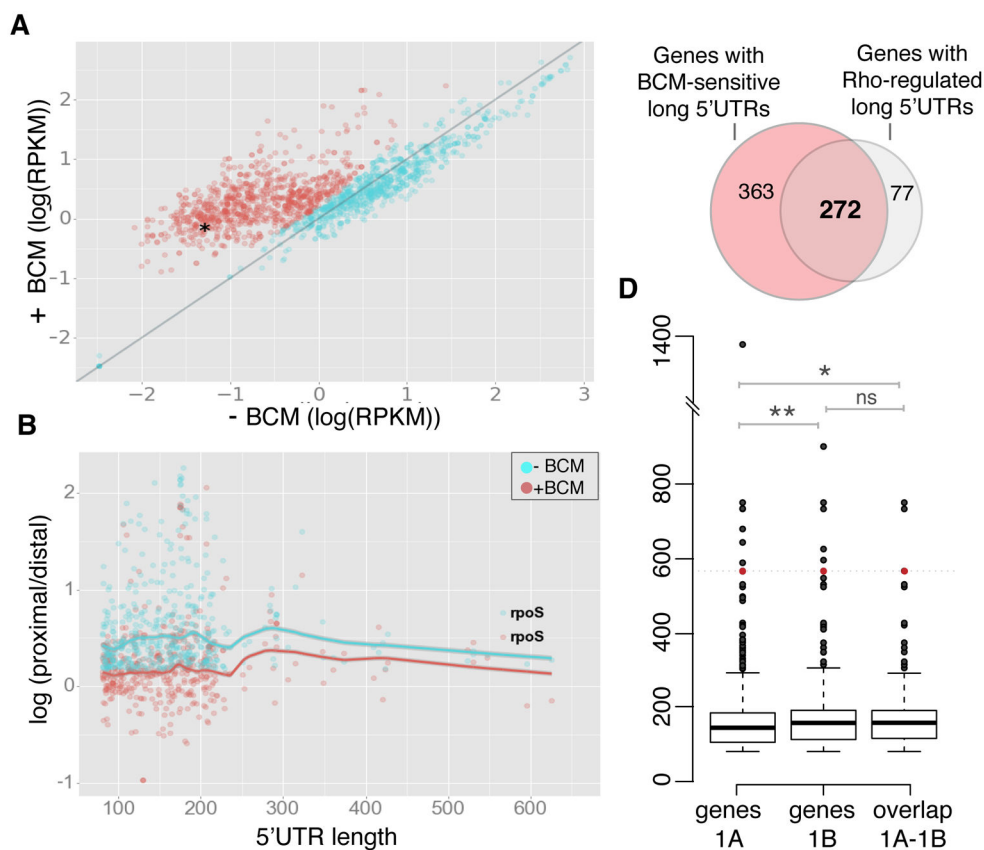 A
+ BCM (log(RPKM))
2
1
0
−1
−2
−2
−1
0
1
2
3
*
- BCM (log(RPKM))
Genes with
BCM-sensitive
long 5'UTRs
Genes with
Rho-regulated
long 5'UTRs
363
272
77
B
log (proximal/distal)
2
1
0
-1
- BCM
+BCM
rpoS
rpoS
100
200
300
400
500
600
5'UTR length
D
1400
800
600
400
200
0
*
ns
**
genes
1A
genes
1B
overlap
1A-1B